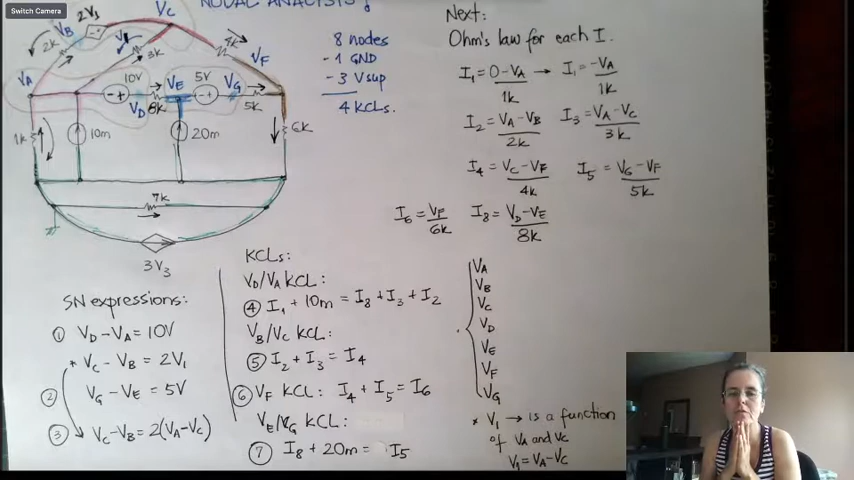 Switch Camera
NODAL ANALYSIS!
VB
2V3
VC
2k
V1
3k
4k
VF
VA
10V
VE
5V
VG
- +
- +
VD
8k
5k
1k
10m
20m
6k
7k
3V3
8 nodes
- 1 GND
- 3 Vsup
4 KCLs.
Next:
Ohm's law for each I.
I1 = 0 - VA / 1k → I1 = -VA / 1k
I2 = VA - VB / 2k I3 = VA - VC / 3k
I4 = VC - VF / 4k I5 = VG - VF / 5k
I6 = VF / 6k I8 = VD - VE / 8k
SN expressions:
① VD - VA = 10V
* VC - VB = 2V1
② VG - VE = 5V
③ VC - VB = 2(VA - VC)
KCLs:
VD/VA KCL:
④ I1 + 10m = I8 + I3 + I2
VB/VC KCL:
⑤ I2 + I3 = I4
⑥ VF KCL: I4 + I5 = I6
VE/VG KCL:
⑦ I8 + 20m = I5
VA
VB
VC
VD
VE
VF
VG
* V1 → is a function
of VA and VC
V1 = VA - VC